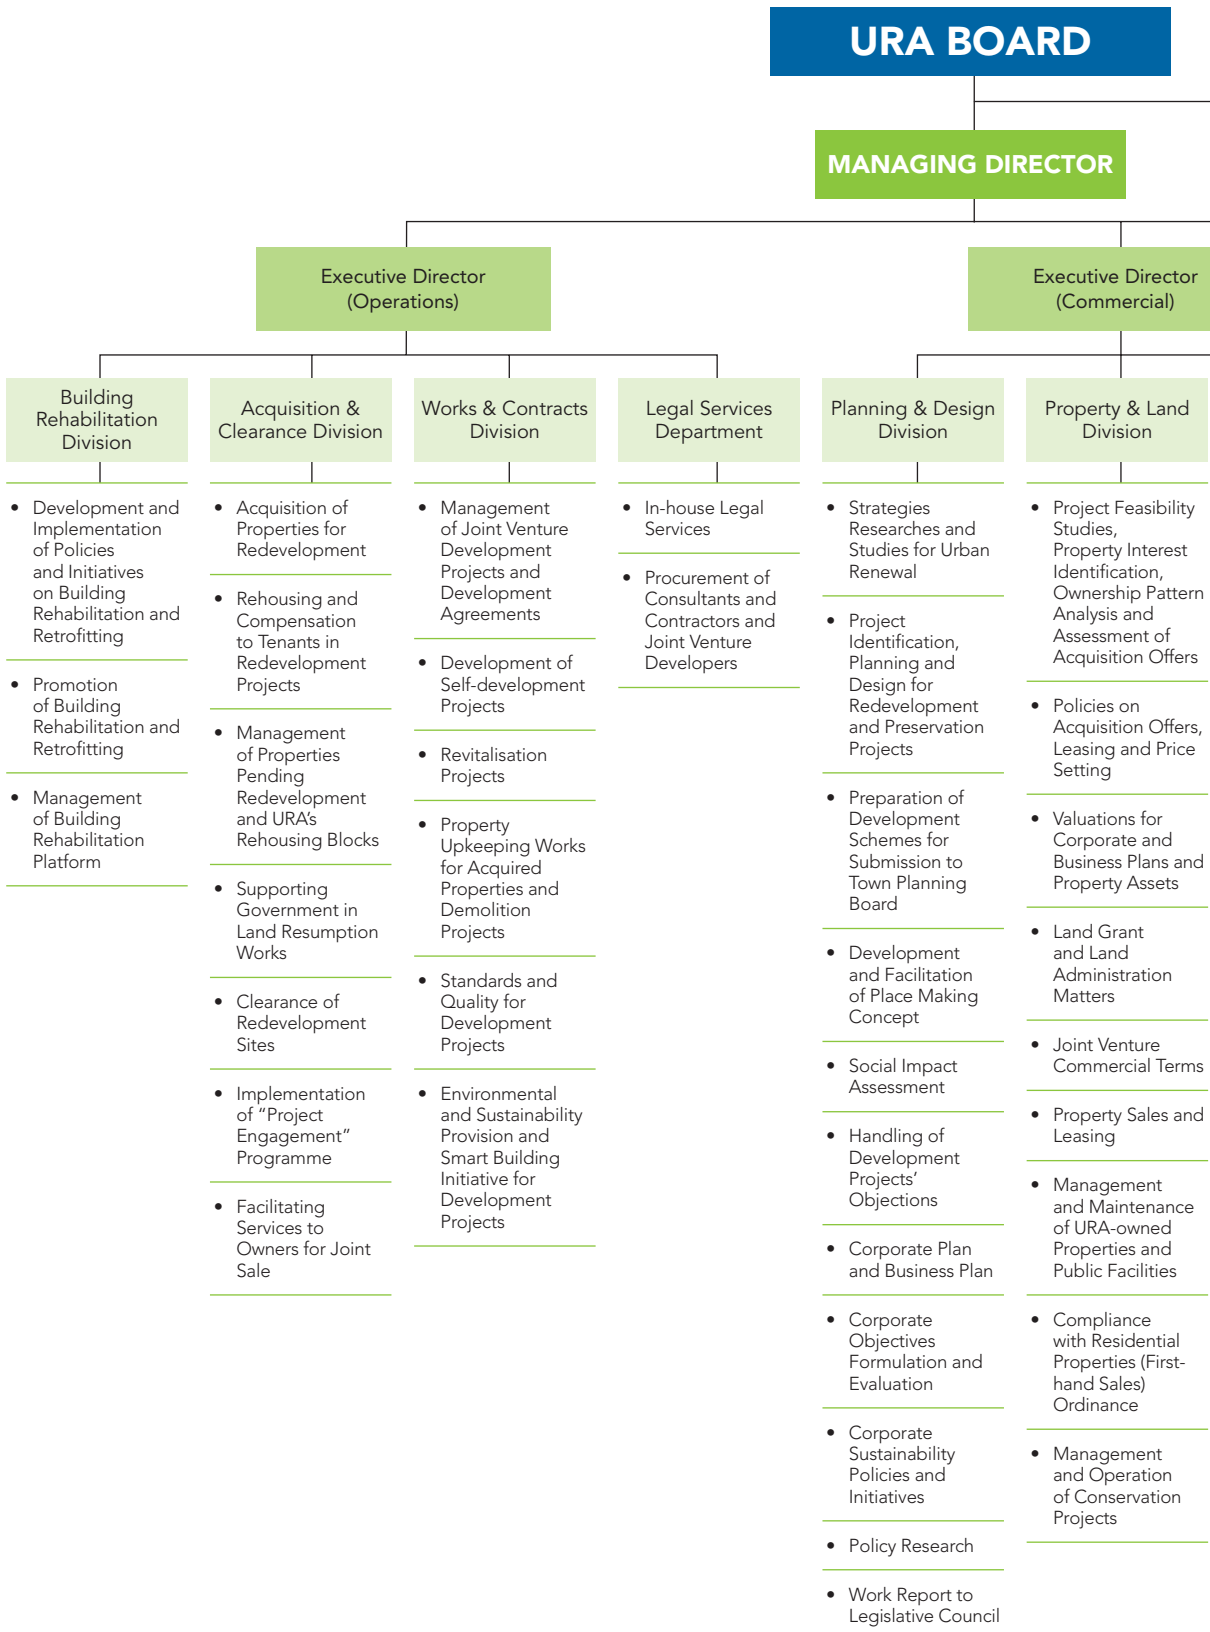 URA BOARD
MANAGING DIRECTOR
Executive Director
(Operations)
Executive Director
(Commercial)
Building
Rehabilitation
Division
Acquisition &
Clearance Division
Works & Contracts
Division
Legal Services
Department
Planning & Design
Division
Property & Land
Division
• Development and
Implementation
of Policies
and Initiatives
on Building
Rehabilitation and
Retrofitting
• Promotion
of Building
Rehabilitation and
Retrofitting
• Management
of Building
Rehabilitation
Platform
• Acquisition of
Properties for
Redevelopment
• Rehousing and
Compensation
to Tenants in
Redevelopment
Projects
• Management
of Properties
Pending
Redevelopment
and URA’s
Rehousing Blocks
• Supporting
Government in
Land Resumption
Works
• Clearance of
Redevelopment
Sites
• Implementation
of “Project
Engagement”
Programme
• Facilitating
Services to
Owners for Joint
Sale
• Management
of Joint Venture
Development
Projects and
Development
Agreements
• Development of
Self-development
Projects
• Revitalisation
Projects
• Property
Upkeeping Works
for Acquired
Properties and
Demolition
Projects
• Standards and
Quality for
Development
Projects
• Environmental
and Sustainability
Provision and
Smart Building
Initiative for
Development
Projects
• In-house Legal
Services
• Procurement of
Consultants and
Contractors and
Joint Venture
Developers
• Strategies
Researches and
Studies for Urban
Renewal
• Project
Identification,
Planning and
Design for
Redevelopment
and Preservation
Projects
• Preparation of
Development
Schemes for
Submission to
Town Planning
Board
• Development
and Facilitation
of Place Making
Concept
• Social Impact
Assessment
• Handling of
Development
Projects’
Objections
• Corporate Plan
and Business Plan
• Corporate
Objectives
Formulation and
Evaluation
• Corporate
Sustainability
Policies and
Initiatives
• Policy Research
• Work Report to
Legislative Council
• Project Feasibility
Studies,
Property Interest
Identification,
Ownership Pattern
Analysis and
Assessment of
Acquisition Offers
• Policies on
Acquisition Offers,
Leasing and Price
Setting
• Valuations for
Corporate and
Business Plans and
Property Assets
• Land Grant
and Land
Administration
Matters
• Joint Venture
Commercial Terms
• Property Sales and
Leasing
• Management
and Maintenance
of URA-owned
Properties and
Public Facilities
• Compliance
with Residential
Properties (First-
hand Sales)
Ordinance
• Management
and Operation
of Conservation
Projects